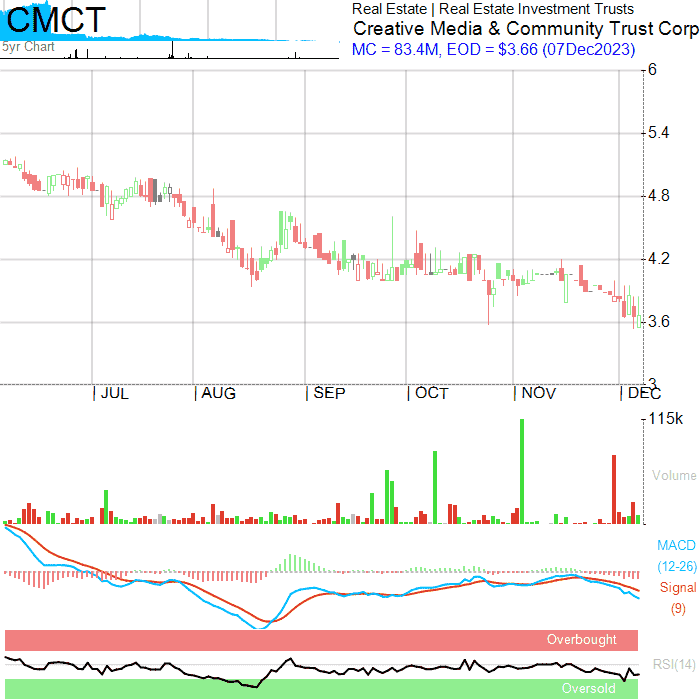 CMCT
5yr Chart
Real Estate | Real Estate Investment Trusts
Creative Media & Community Trust Corp
MC = 83.4M, EOD = $3.66 (07Dec2023)
6
5.4
4.8
4.2
3.6
3
JUL
AUG
SEP
OCT
NOV
DEC
115k
Volume
MACD
(12-26)
Signal
(9)
Overbought
RSI(14)
Oversold